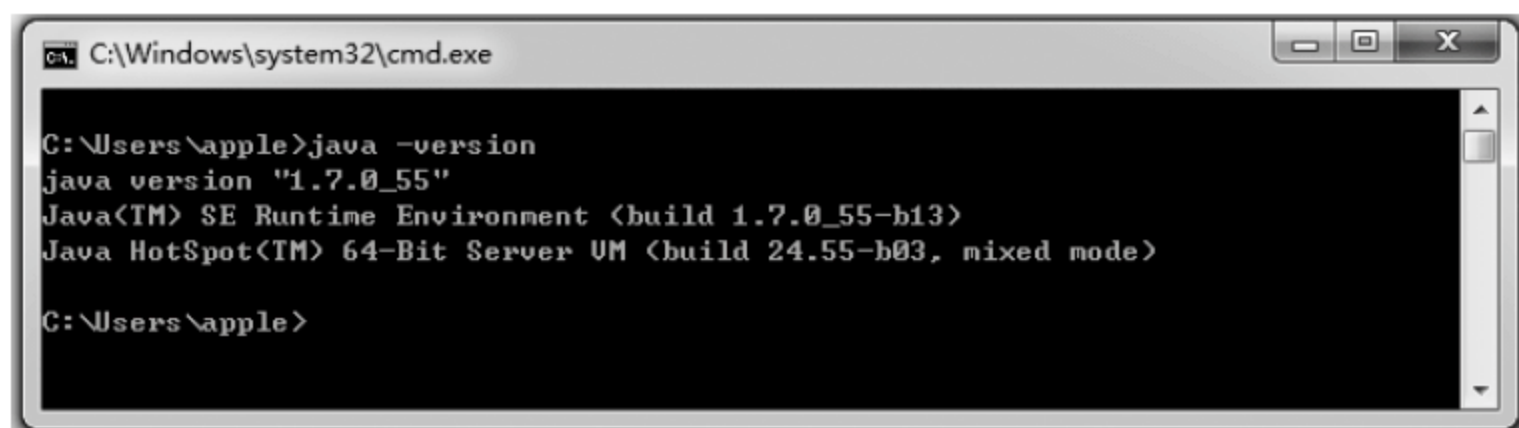 C:\Windows\system32\cmd.exe
C:\Users\apple>java -version
java version "1.7.0_55"
Java(TM) SE Runtime Environment (build 1.7.0_55-b13)
Java HotSpot(TM) 64-Bit Server VM (build 24.55-b03, mixed mode)
C:\Users\apple>